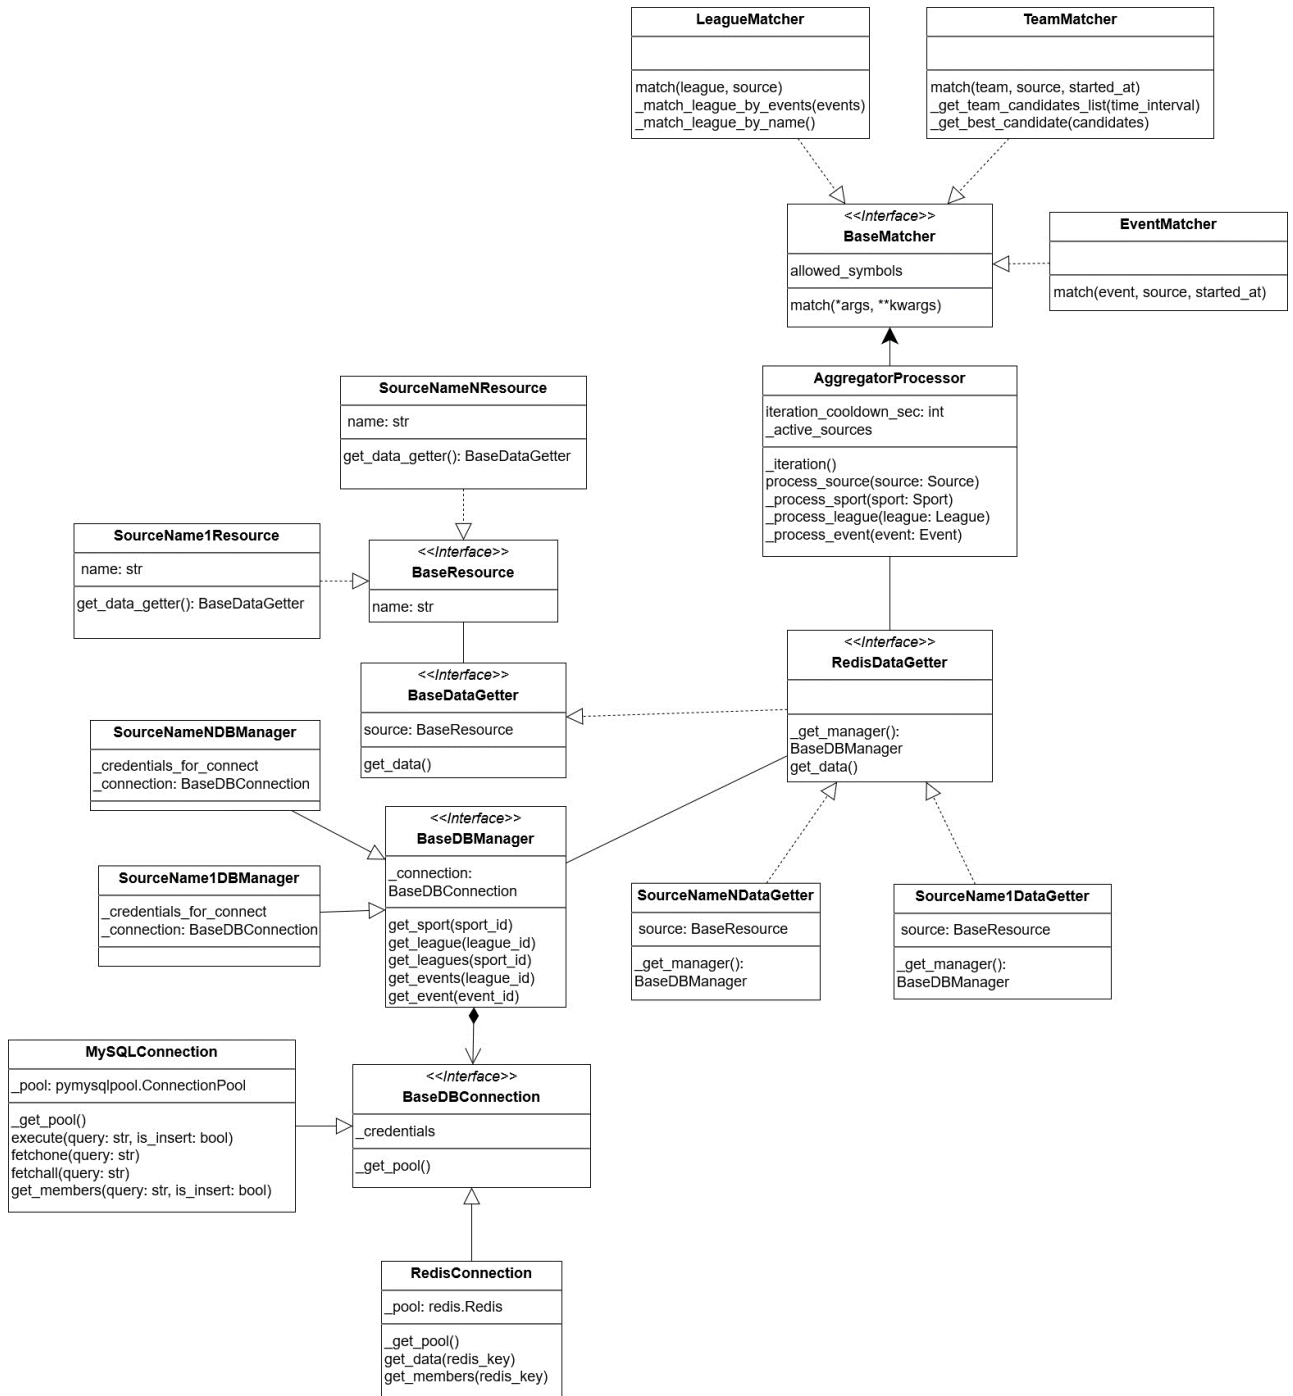 LeagueMatcher
match(league, source)
_match_league_by_events(events)
_match_league_by_name()
TeamMatcher
match(team, source, started_at)
_get_team_candidates_list(time_interval)
_get_best_candidate(candidates)
<<Interface>>
BaseMatcher
allowed_symbols
match(*args, **kwargs)
EventMatcher
match(event, source, started_at)
AggregatorProcessor
iteration_cooldown_sec: int
_active_sources
_iteration()
process_source(source: Source)
_process_sport(sport: Sport)
_process_league(league: League)
_process_event(event: Event)
SourceNameNResource
name: str
get_data_getter(): BaseDataGetter
SourceName1Resource
name: str
get_data_getter(): BaseDataGetter
<<Interface>>
BaseResource
name: str
<<Interface>>
RedisDataGetter
_get_manager():
BaseDBManager
get_data()
<<Interface>>
BaseDataGetter
source: BaseResource
get_data()
SourceNameNDBManager
_credentials_for_connect
_connection: BaseDBConnection
<<Interface>>
BaseDBManager
_connection:
BaseDBConnection
get_sport(sport_id)
get_league(league_id)
get_leagues(sport_id)
get_events(league_id)
get_event(event_id)
SourceName1DBManager
_credentials_for_connect
_connection: BaseDBConnection
SourceNameNDataGetter
source: BaseResource
_get_manager():
BaseDBManager
SourceName1DataGetter
source: BaseResource
_get_manager():
BaseDBManager
MySQLConnection
_pool: pymysqlpool.ConnectionPool
_get_pool()
execute(query: str, is_insert: bool)
fetchone(query: str)
fetchall(query: str)
get_members(query: str, is_insert: bool)
<<Interface>>
BaseDBConnection
_credentials
_get_pool()
RedisConnection
_pool: redis.Redis
_get_pool()
get_data(redis_key)
get_members(redis_key)